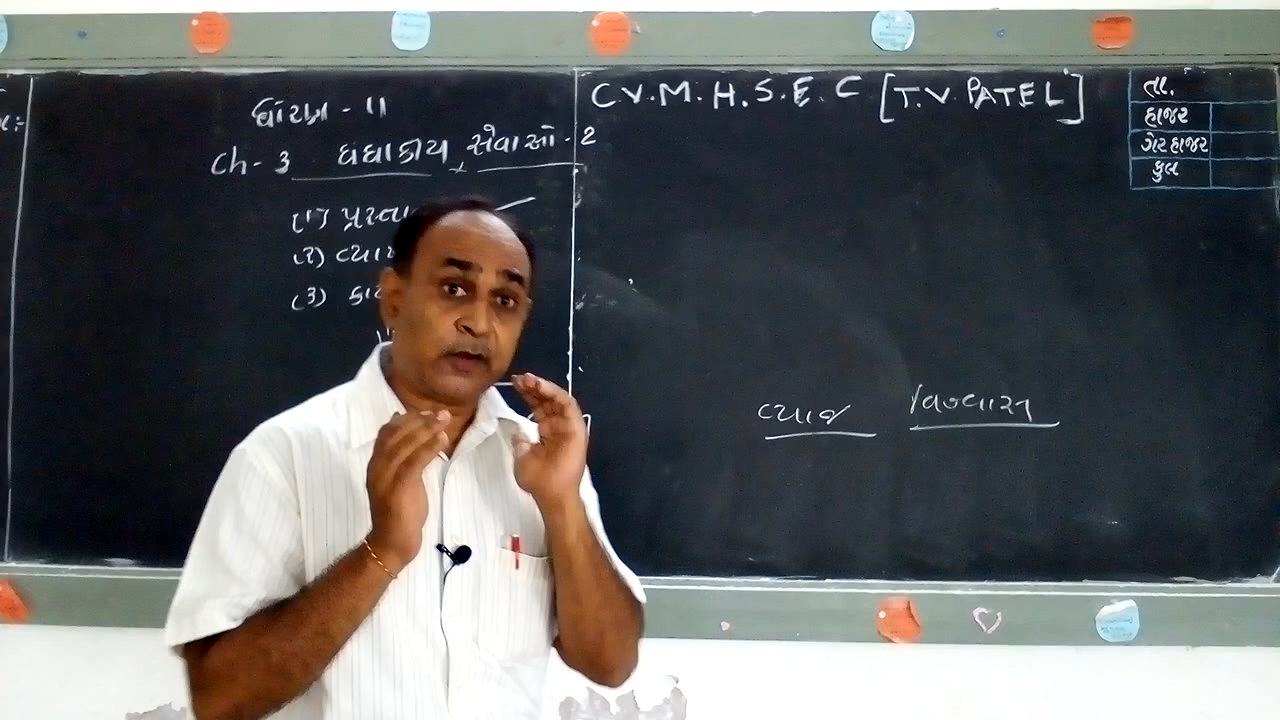 ધોરણ - 11
Ch - 3 ધંધાકીય સેવાઓ - 2
(1) પ્રસ્તા
(2) વ્યા
(3) કા
C.V.M.H.S.E.C [T.V. PATEL]
તા.
હાજર
ગેરહાજર
કુલ
વ્યાજ